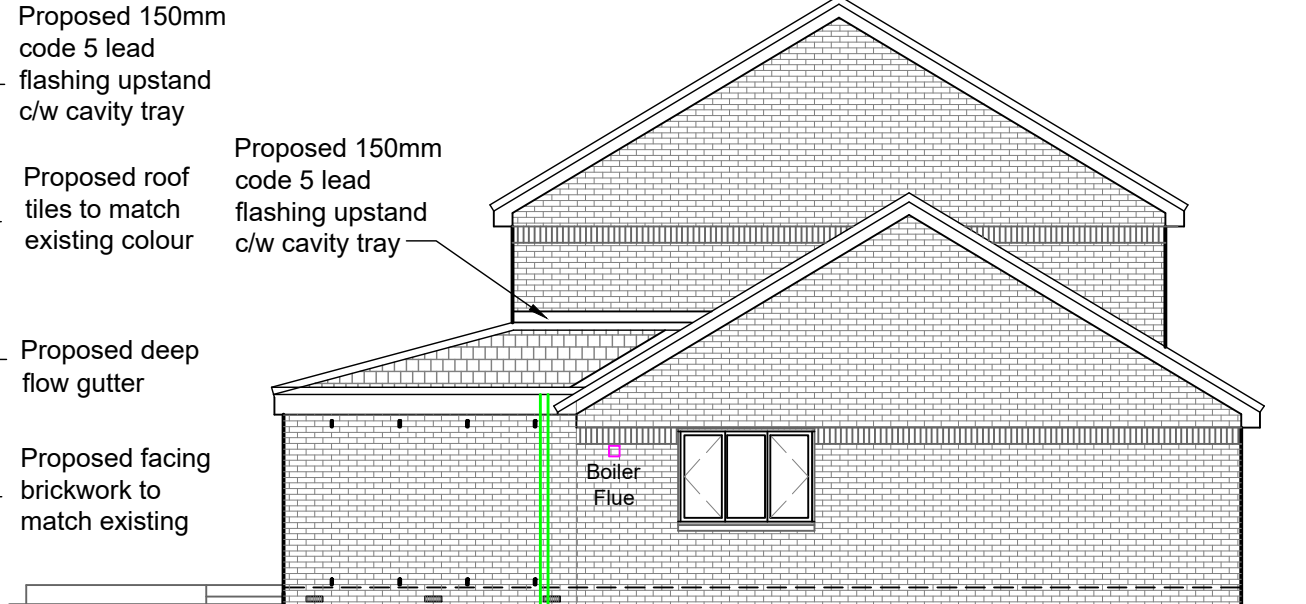 Proposed 150mm
code 5 lead
flashing upstand
c/w cavity tray
Proposed roof
tiles to match
existing colour
Proposed 150mm
code 5 lead
flashing upstand
c/w cavity tray
Proposed deep
flow gutter
Proposed facing
brickwork to
match existing
Boiler
Flue